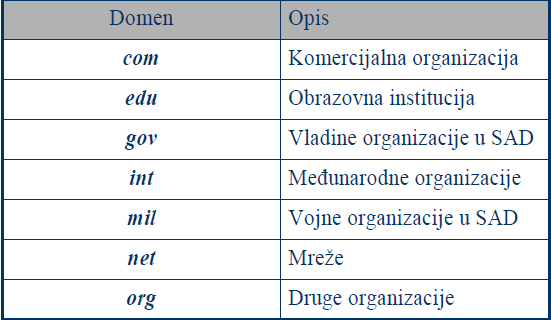 Domen Opis
com Komercijalna organizacija
edu Obrazovna institucija
gov Vladine organizacije u SAD
int Međunarodne organizacije
mil Vojne organizacije u SAD
net Mreže
org Druge organizacije